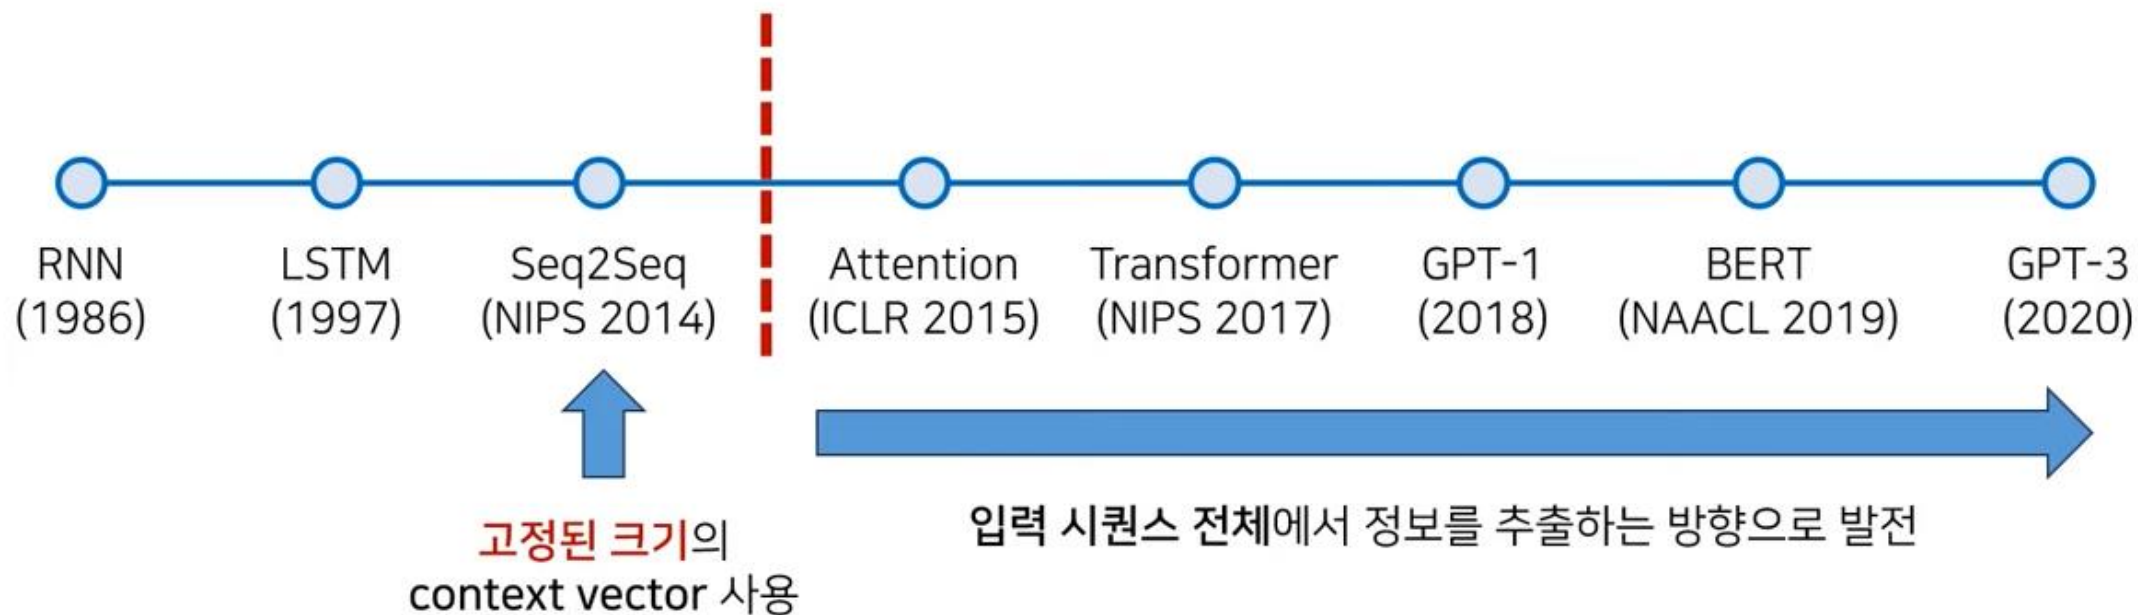 RNN
(1986)
LSTM
(1997)
Seq2Seq
(NIPS 2014)
Attention
(ICLR 2015)
Transformer
(NIPS 2017)
GPT-1
(2018)
BERT
(NAACL 2019)
GPT-3
(2020)
고정된 크기의
context vector 사용
입력 시퀀스 전체에서 정보를 추출하는 방향으로 발전